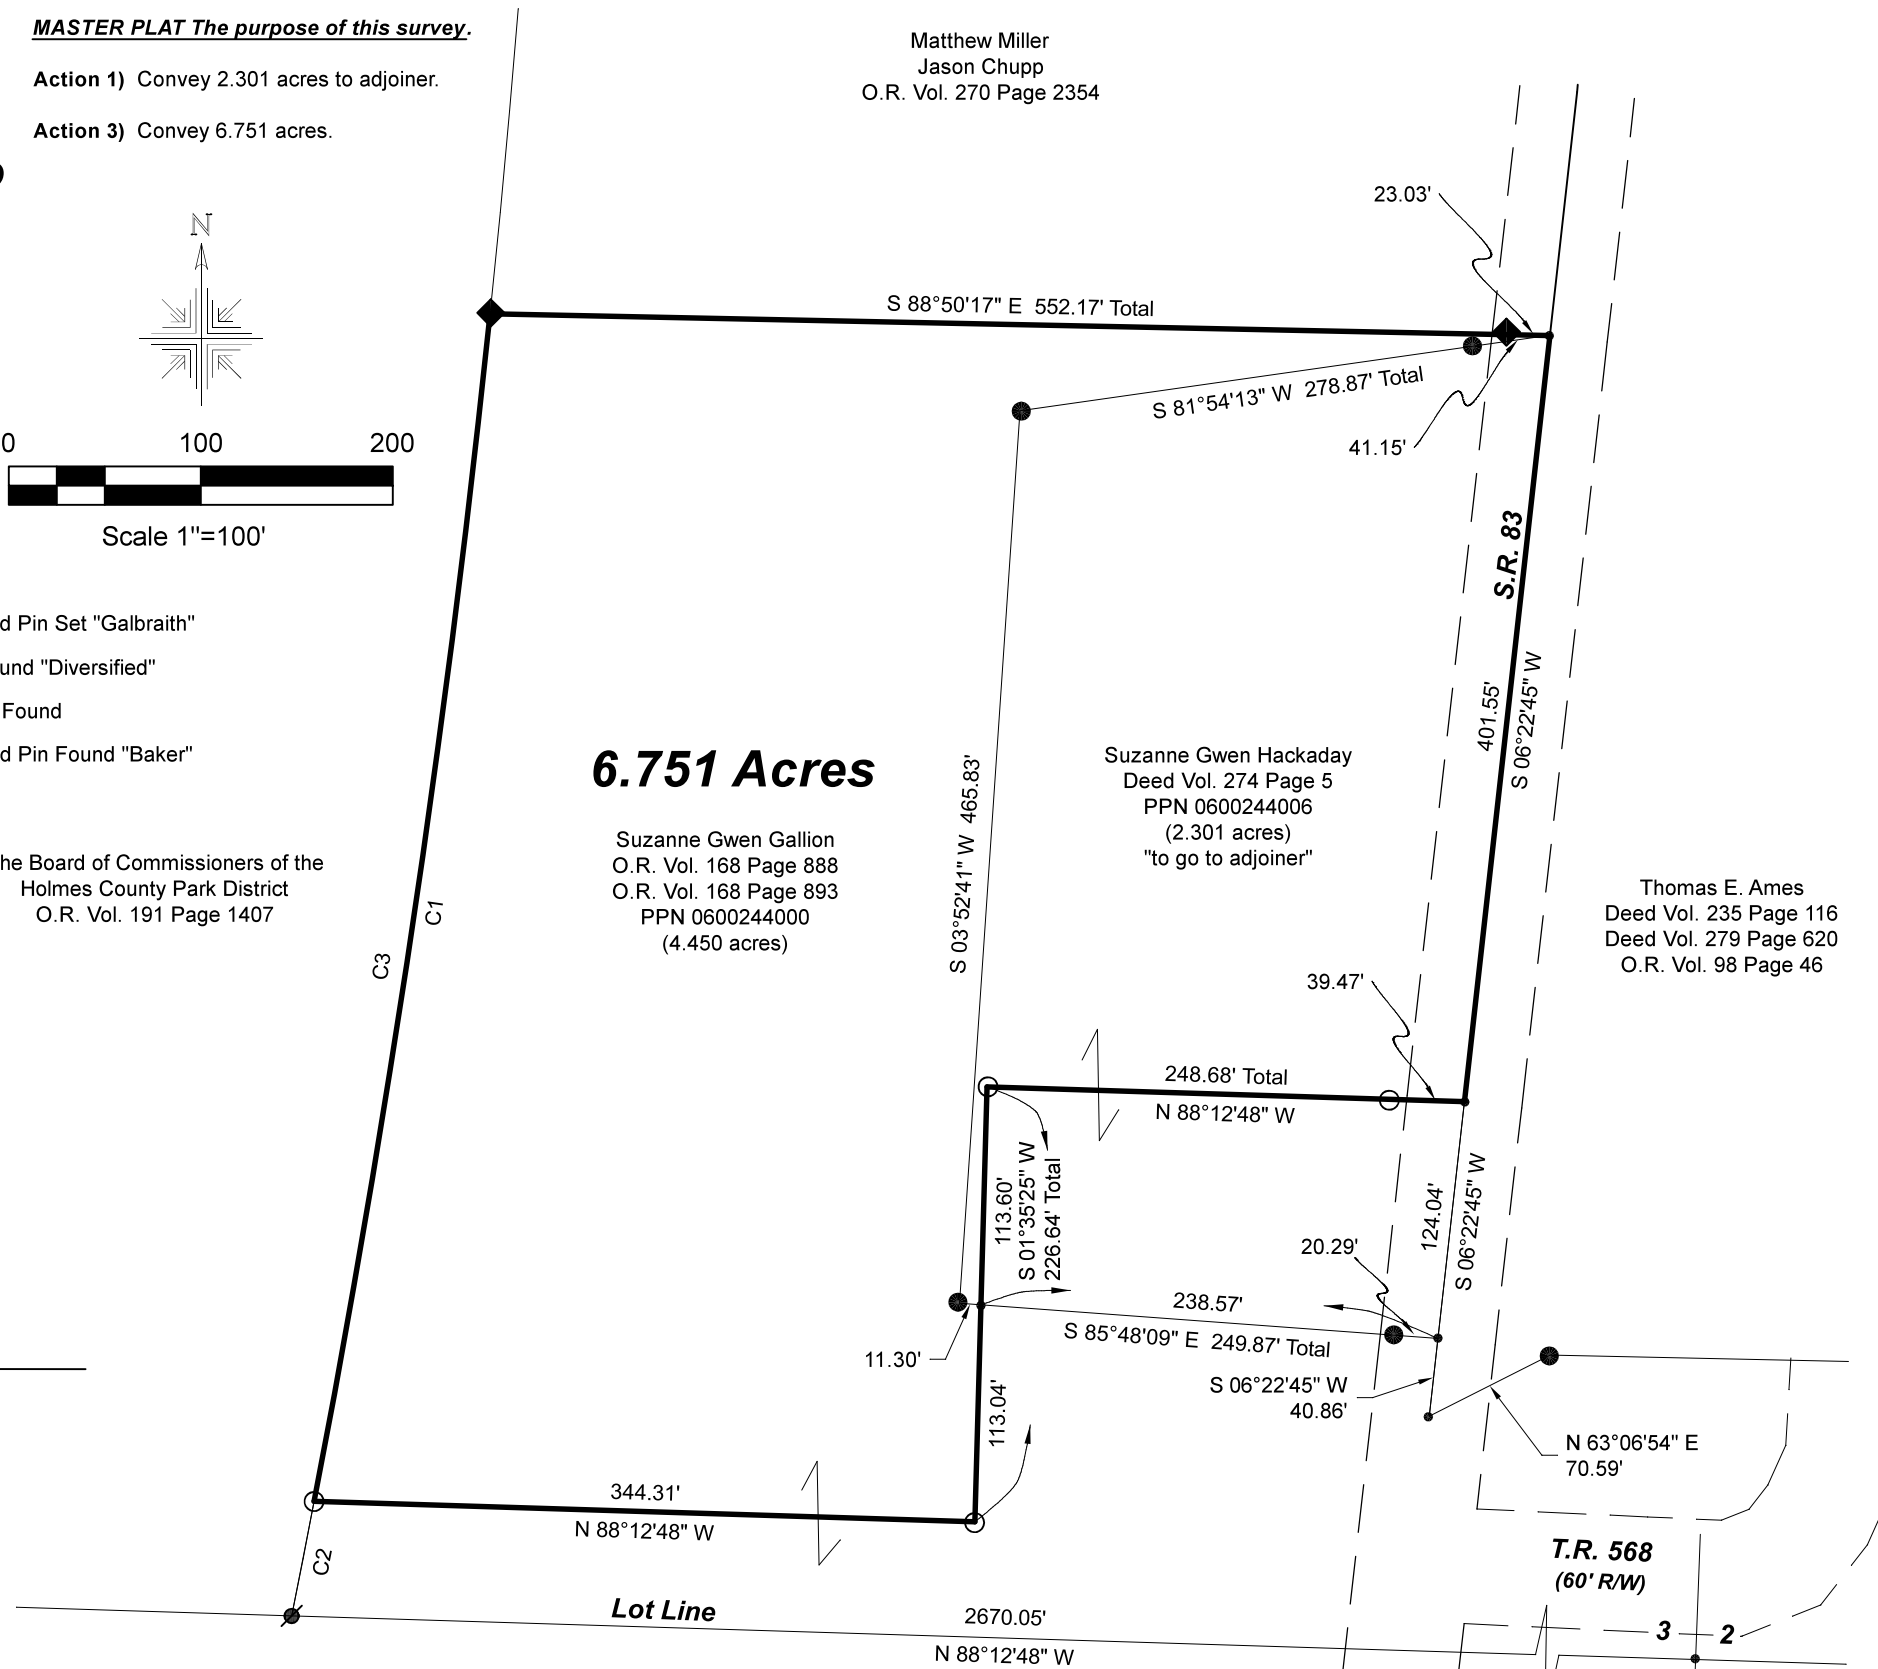 MASTER PLAT The purpose of this survey.
Action 1) Convey 2.301 acres to adjoiner.
Action 3) Convey 6.751 acres.
Matthew Miller
Jason Chupp
O.R. Vol. 270 Page 2354
N
0 100 200
Scale 1"=100'
d Pin Set "Galbraith"
und "Diversified"
Found
d Pin Found "Baker"
he Board of Commissioners of the
Holmes County Park District
O.R. Vol. 191 Page 1407
23.03'
S 88°50'17" E 552.17' Total
S 81°54'13" W 278.87' Total
41.15'
S.R. 83
401.55'
S 06°22'45" W
S 03°52'41" W 465.83'
6.751 Acres
Suzanne Gwen Gallion
O.R. Vol. 168 Page 888
O.R. Vol. 168 Page 893
PPN 0600244000
(4.450 acres)
Suzanne Gwen Hackaday
Deed Vol. 274 Page 5
PPN 0600244006
(2.301 acres)
"to go to adjoiner"
Thomas E. Ames
Deed Vol. 235 Page 116
Deed Vol. 279 Page 620
O.R. Vol. 98 Page 46
C1
C3
39.47'
248.68' Total
N 88°12'48" W
113.60'
S 01°35'25" W
226.64' Total
124.04'
S 06°22'45" W
20.29'
238.57'
S 85°48'09" E 249.87' Total
11.30'
S 06°22'45" W
40.86'
113.04'
N 63°06'54" E
70.59'
344.31'
N 88°12'48" W
C2
T.R. 568
(60' R/W)
Lot Line
2670.05'
N 88°12'48" W
3 2